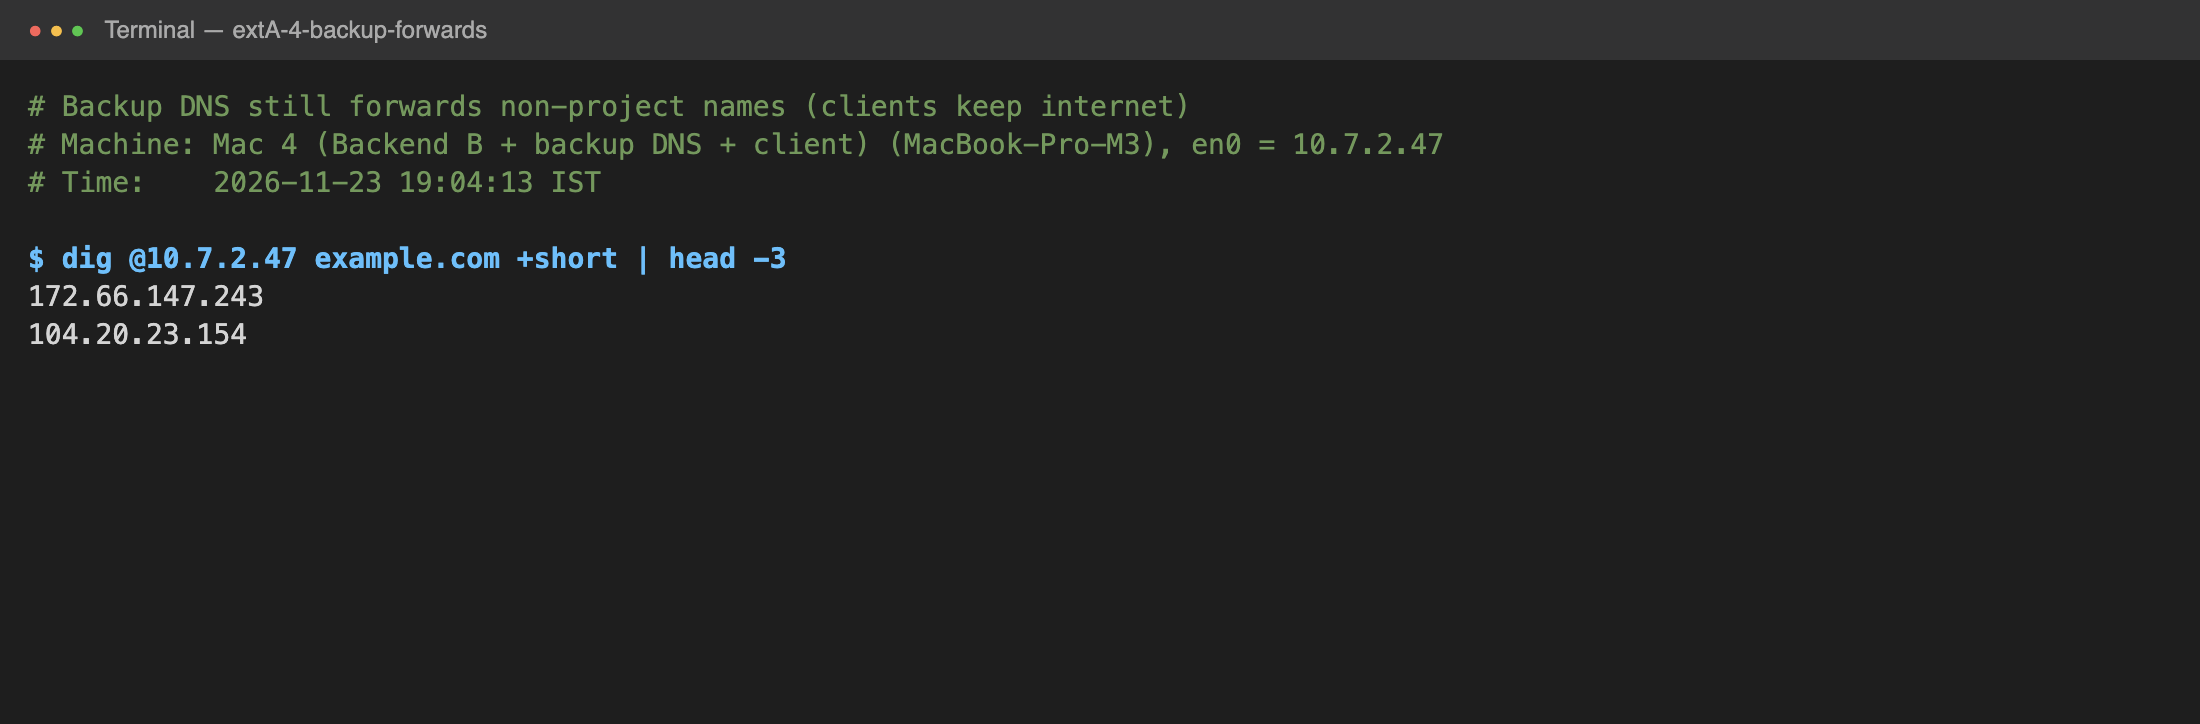 Terminal — extA-4-backup-forwards
# Backup DNS still forwards non-project names (clients keep internet)
# Machine: Mac 4 (Backend B + backup DNS + client) (MacBook-Pro-M3), en0 = 10.7.2.47
# Time:    2026-11-23 19:04:13 IST
$ dig @10.7.2.47 example.com +short | head -3
172.66.147.243
104.20.23.154